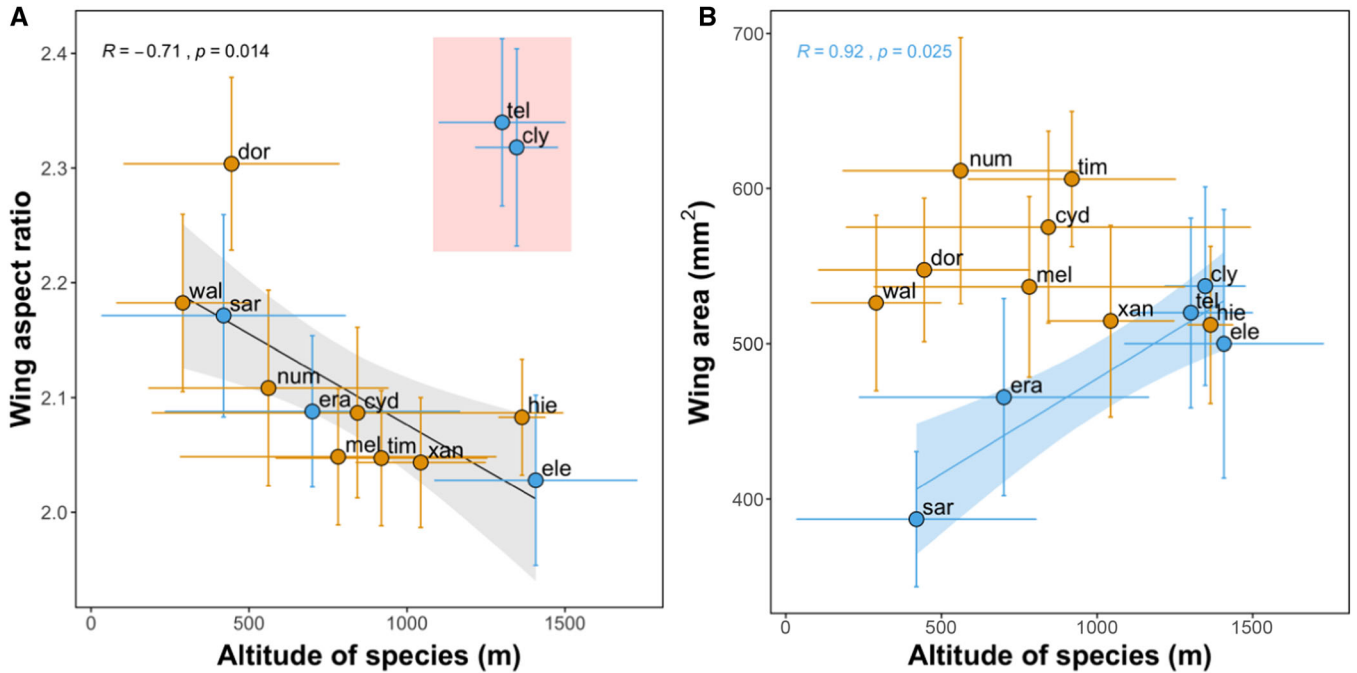 A
R = −0.71 , p = 0.014
2.4
2.3
2.2
2.1
2.0
Wing aspect ratio
tel
cly
dor
wal
sar
num
era
cyd
mel
tim
xan
hie
ele
0
500
1000
1500
Altitude of species (m)
B
R = 0.92 , p = 0.025
700
600
500
400
Wing area (mm²)
num
tim
cyd
dor
mel
wal
xan
cly
tel
hie
ele
era
sar
0
500
1000
1500
Altitude of species (m)